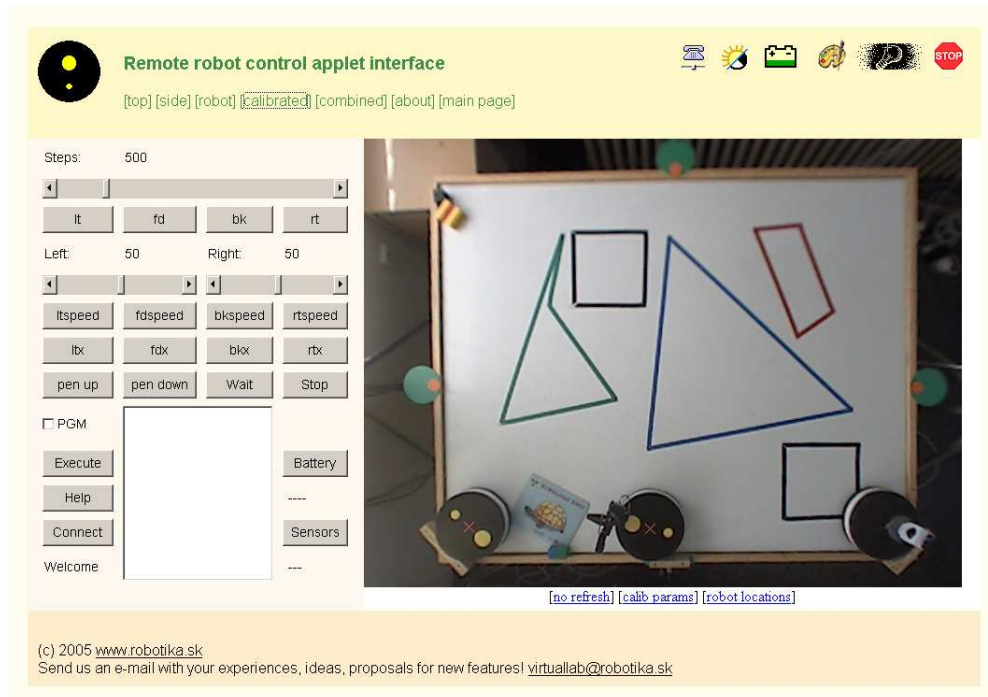 Remote robot control applet interface
STOP
[top] [side] [robot] [calibrated] [combined] [about] [main page]
Steps: 500
lt fd bk rt
Left: 50 Right: 50
ltspeed fdspeed bkspeed rtspeed
ltx fdx bkx rtx
pen up pen down Wait Stop
PGM
Execute Battery
Help ----
Connect Sensors
Welcome ---
[no refresh] [calib params] [robot locations]
(c) 2005 www.robotika.sk
Send us an e-mail with your experiences, ideas, proposals for new features! virtuallab@robotika.sk